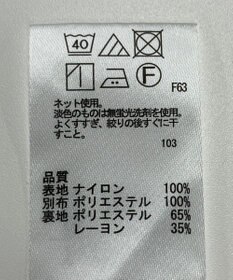 40
F F63
ネット使用。
淡色のものは無蛍光洗剤を使用。
よくすすぎ、絞りの後すぐに干
すこと。
103
品質
表地 ナイロン 100%
別布 ポリエステル 100%
裏地 ポリエステル 65%
レーヨン 35%